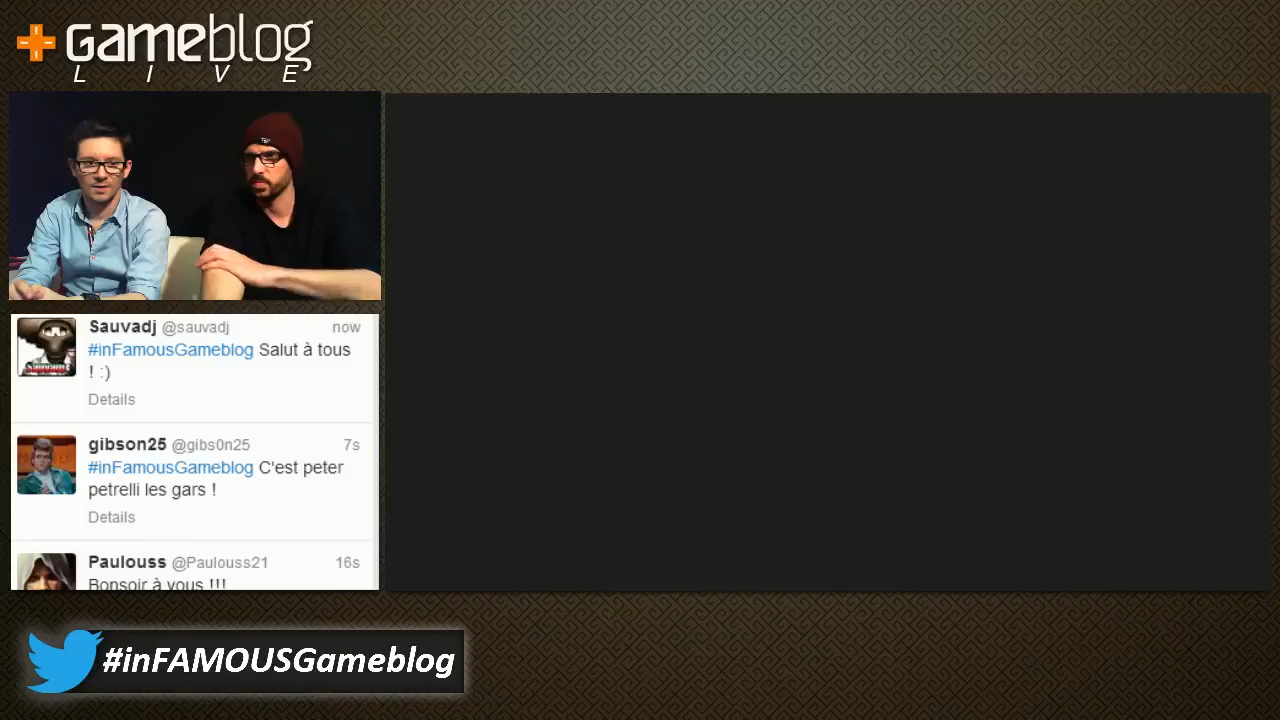 gameblog
LIVE
Sauvadj @sauvadj now
#inFamousGameblog Salut à tous
! :)
Details
gibson25 @gibs0n25 7s
#inFamousGameblog C'est peter
petrelli les gars !
Details
Paulouss @Paulouss21 16s
Bonsoir à vous !!!
#inFAMOUSGameblog